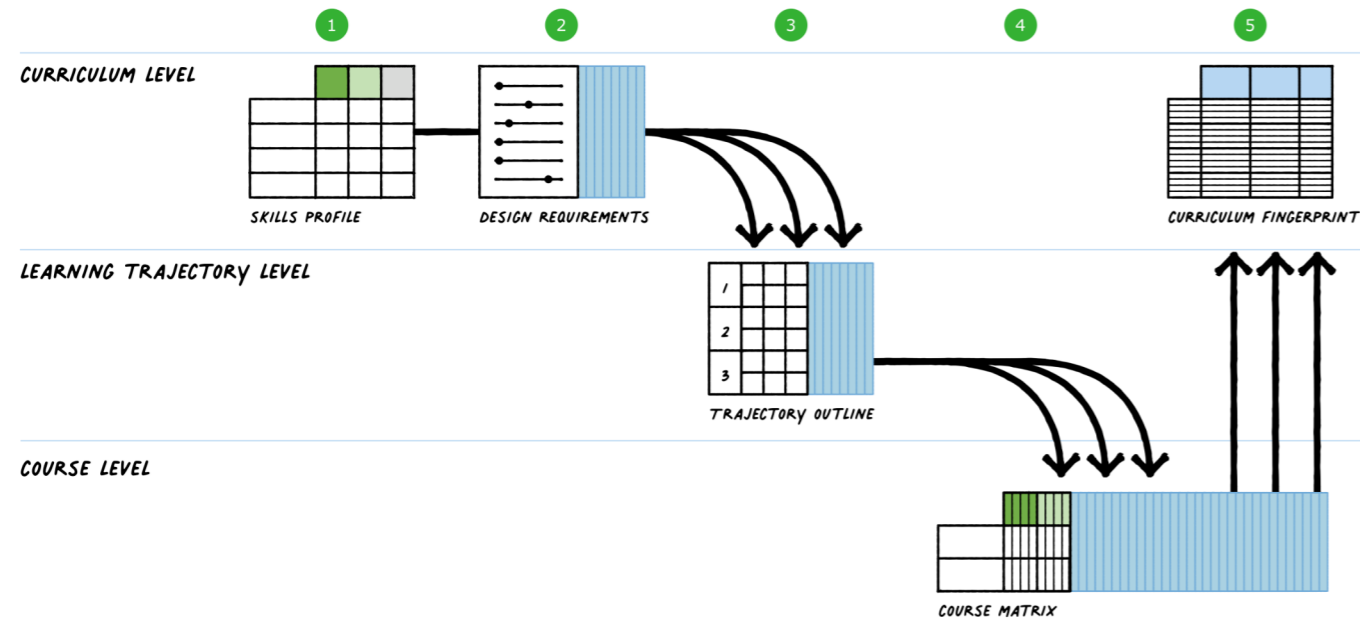 1 2 3 4 5
CURRICULUM LEVEL
SKILLS PROFILE
DESIGN REQUIREMENTS
CURRICULUM FINGERPRINT
LEARNING TRAJECTORY LEVEL
1
2
3
TRAJECTORY OUTLINE
COURSE LEVEL
COURSE MATRIX